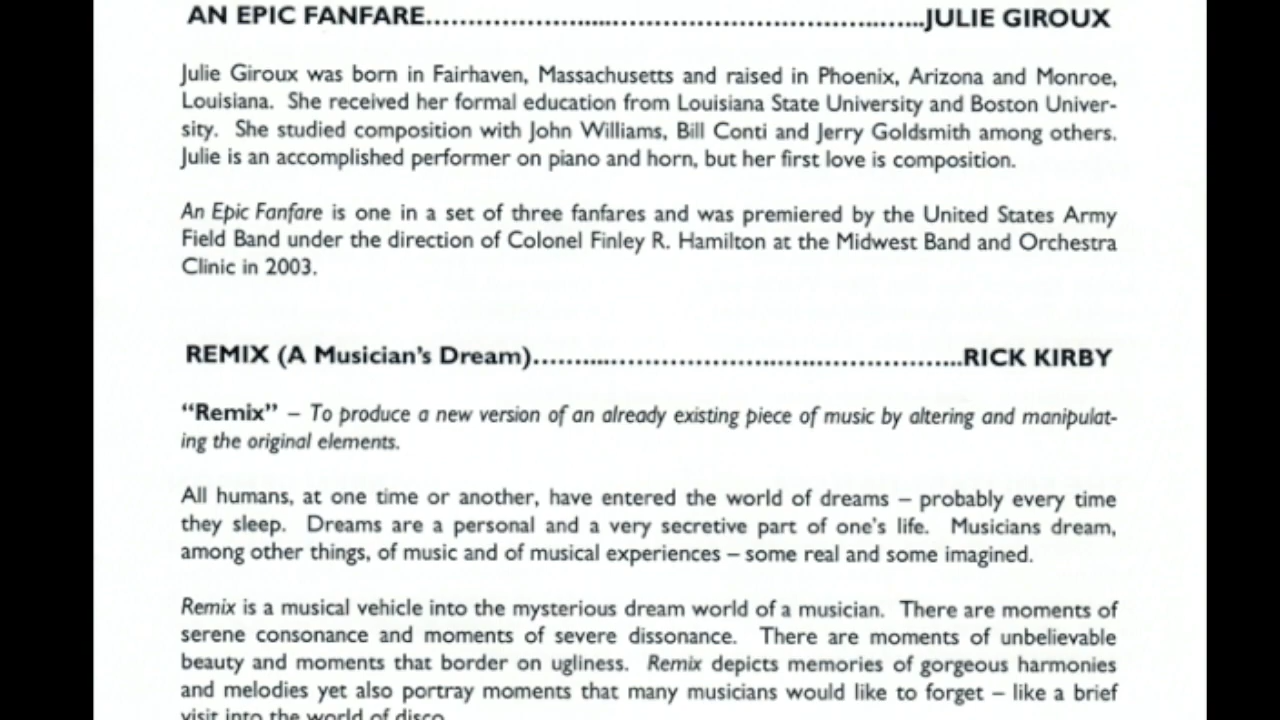 AN EPIC FANFARE........................................................................JULIE GIROUX
Julie Giroux was born in Fairhaven, Massachusetts and raised in Phoenix, Arizona and Monroe,
Louisiana. She received her formal education from Louisiana State University and Boston Univer-
sity. She studied composition with John Williams, Bill Conti and Jerry Goldsmith among others.
Julie is an accomplished performer on piano and horn, but her first love is composition.
An Epic Fanfare is one in a set of three fanfares and was premiered by the United States Army
Field Band under the direction of Colonel Finley R. Hamilton at the Midwest Band and Orchestra
Clinic in 2003.
REMIX (A Musician's Dream)............................................................RICK KIRBY
“Remix” – To produce a new version of an already existing piece of music by altering and manipulat-
ing the original elements.
All humans, at one time or another, have entered the world of dreams – probably every time
they sleep. Dreams are a personal and a very secretive part of one's life. Musicians dream,
among other things, of music and of musical experiences – some real and some imagined.
Remix is a musical vehicle into the mysterious dream world of a musician. There are moments of
serene consonance and moments of severe dissonance. There are moments of unbelievable
beauty and moments that border on ugliness. Remix depicts memories of gorgeous harmonies
and melodies yet also portray moments that many musicians would like to forget – like a brief
visit into the world of disco.